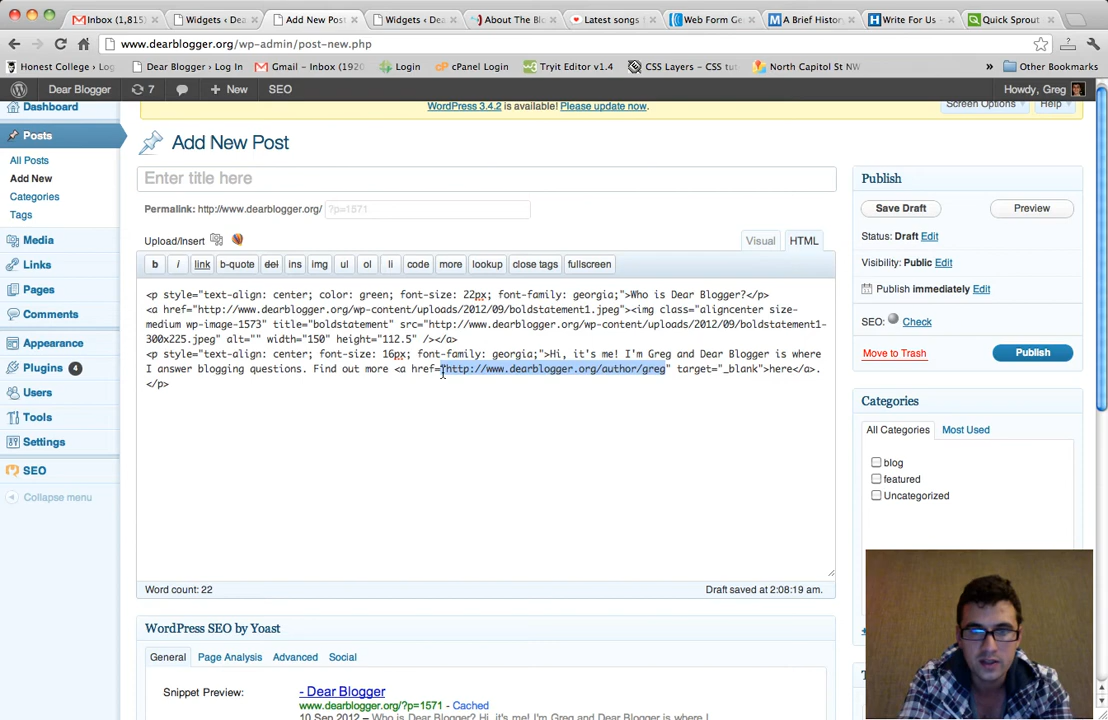 Inbox (1,815)
Widgets ‹ Dea
Add New Post
Widgets ‹ Dea
About The Blo
Latest songs
Web Form Ge
A Brief History
Write For Us
Quick Sprout
www.dearblogger.org/wp-admin/post-new.php
Honest College › Log
Dear Blogger › Log In
Gmail - Inbox (1920
Login
cPanel Login
Tryit Editor v1.4
CSS Layers – CSS tut
North Capitol St NW
»
Other Bookmarks
Dear Blogger
7
+ New
SEO
Howdy, Greg
WordPress 3.4.2 is available! Please update now.
Screen Options
Help
Dashboard
Posts
All Posts
Add New
Categories
Tags
Media
Links
Pages
Comments
Appearance
Plugins 4
Users
Tools
Settings
SEO
Collapse menu
Add New Post
Enter title here
Permalink: http://www.dearblogger.org/ ?p=1571
Upload/Insert
Visual
HTML
b
i
link
b-quote
del
ins
img
ul
ol
li
code
more
lookup
close tags
fullscreen
<p style="text-align: center; color: green; font-size: 22px; font-family: georgia;">Who is Dear Blogger?</p>
<a href="http://www.dearblogger.org/wp-content/uploads/2012/09/boldstatement1.jpeg"><img class="aligncenter size-
medium wp-image-1573" title="boldstatement" src="http://www.dearblogger.org/wp-content/uploads/2012/09/boldstatement1-
300x225.jpeg" alt="" width="150" height="112.5" /></a>
<p style="text-align: center; font-size: 16px; font-family: georgia;">Hi, it's me! I'm Greg and Dear Blogger is where
I answer blogging questions. Find out more <a href="http://www.dearblogger.org/author/greg" target="_blank">here</a>.
</p>
Word count: 22
Draft saved at 2:08:19 am.
Publish
Save Draft
Preview
Status: Draft Edit
Visibility: Public Edit
Publish immediately Edit
SEO: Check
Move to Trash
Publish
Categories
All Categories
Most Used
blog
featured
Uncategorized
WordPress SEO by Yoast
General
Page Analysis
Advanced
Social
Snippet Preview:
- Dear Blogger
www.dearblogger.org/?p=1571 - Cached
10 Sep 2012 – Who is Dear Blogger? Hi, it's me! I'm Greg and Dear Blogger is where I